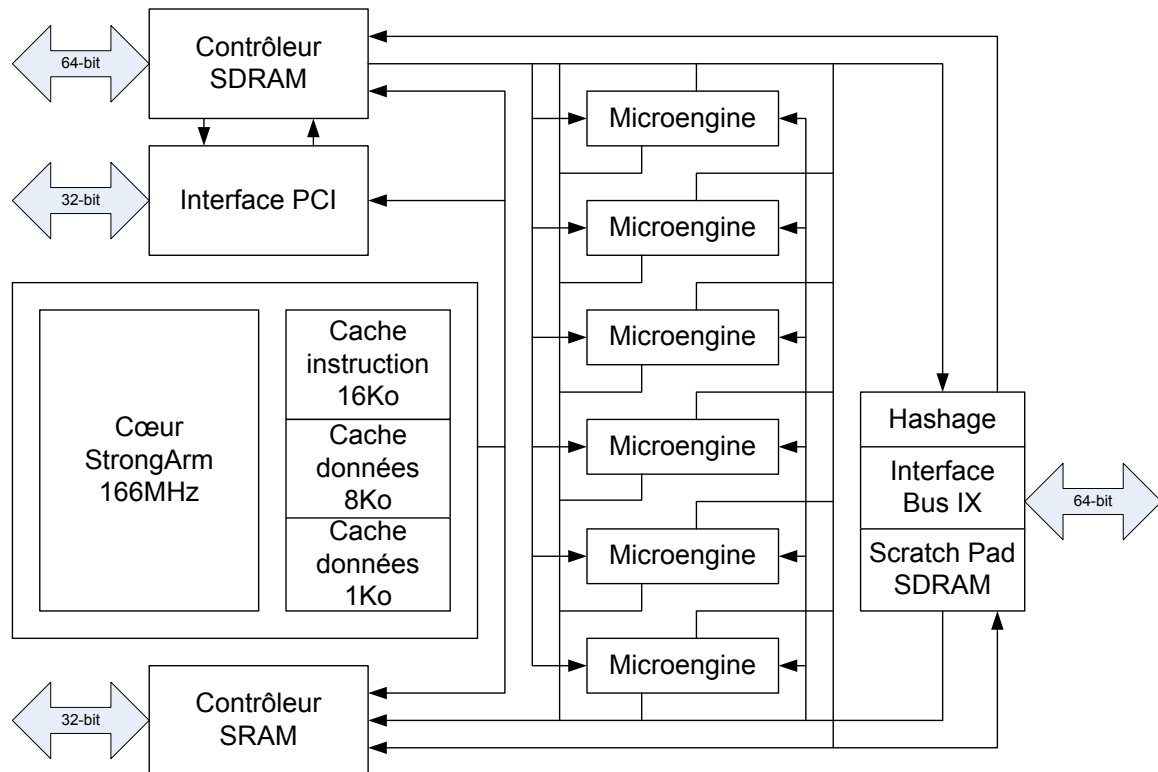 64-bit
Contrôleur
SDRAM
32-bit
Interface PCI
Cœur
StrongArm
166MHz
Cache
instruction
16Ko
Cache
données
8Ko
Cache
données
1Ko
32-bit
Contrôleur
SRAM
Microengine
Microengine
Microengine
Microengine
Microengine
Microengine
Hashage
Interface
Bus IX
Scratch Pad
SDRAM
64-bit